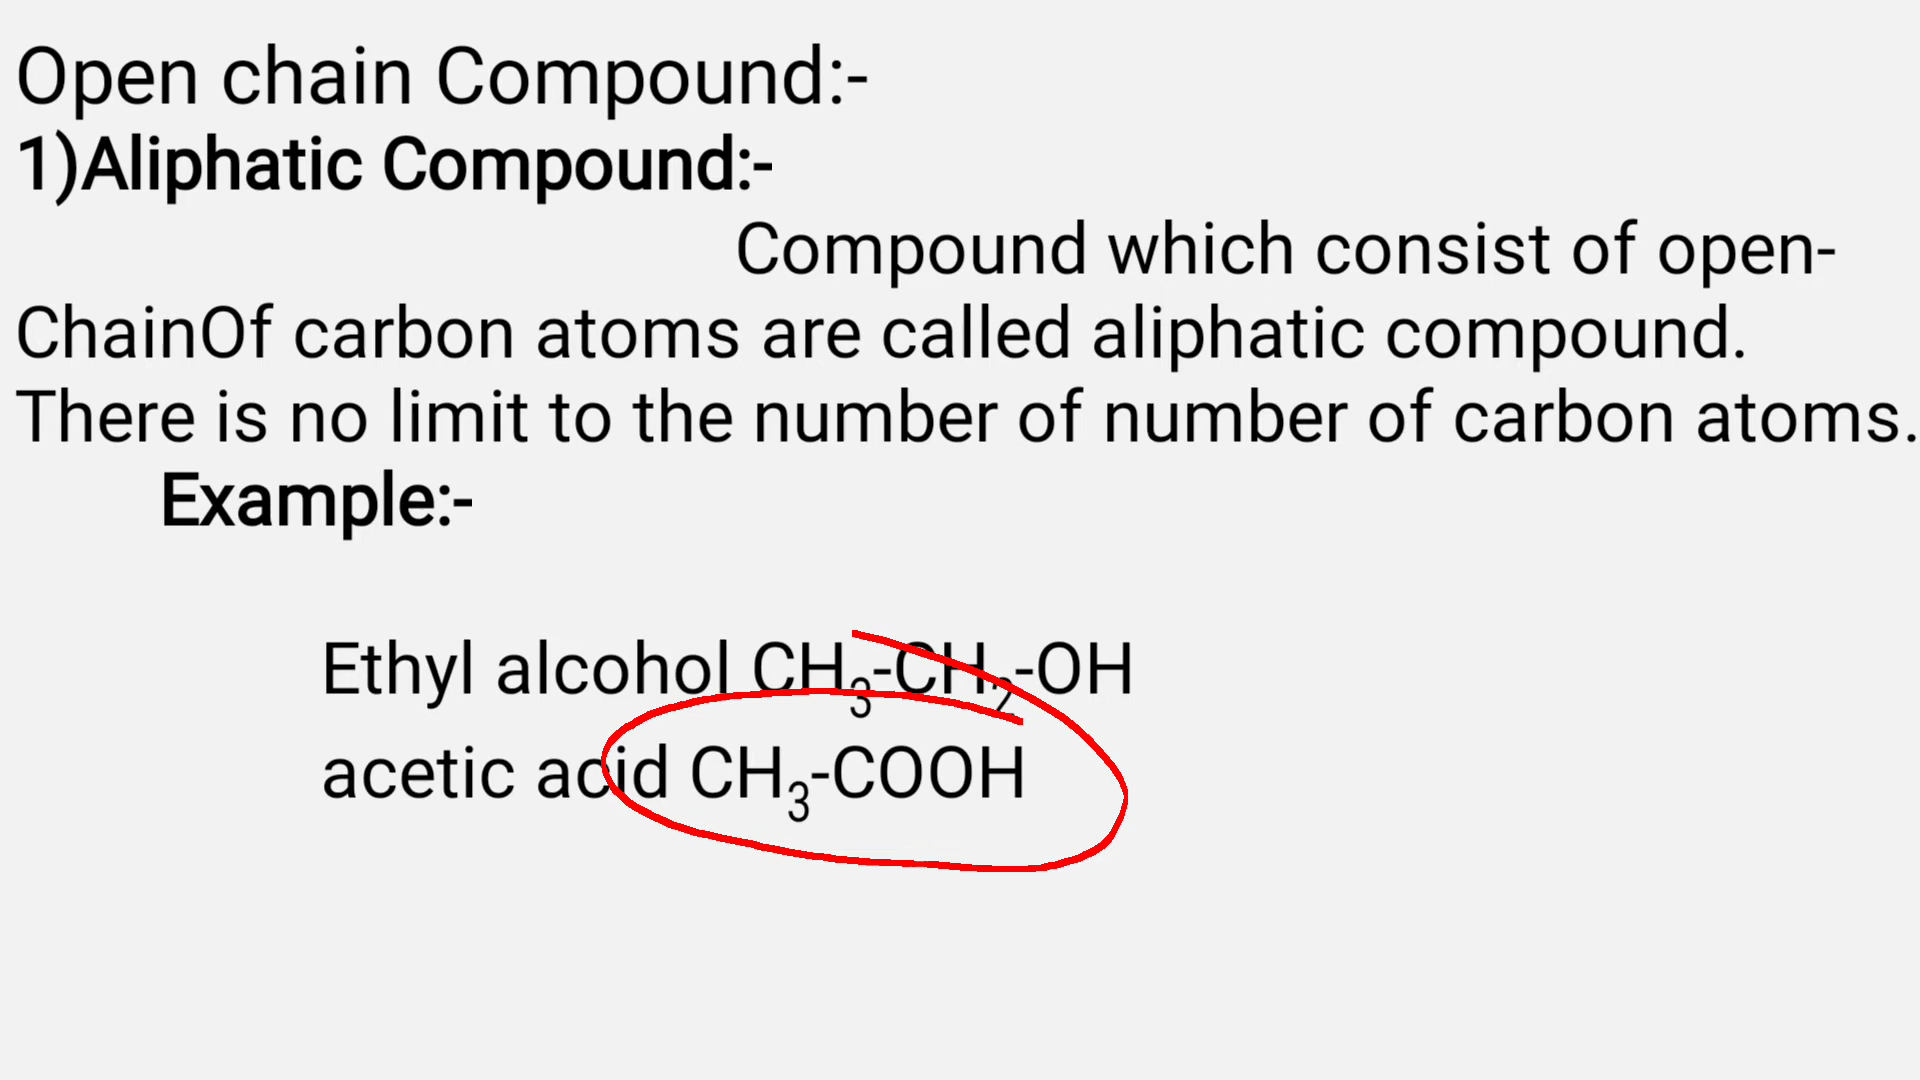 Open chain Compound:-
1)Aliphatic Compound:-
Compound which consist of open-
ChainOf carbon atoms are called aliphatic compound.
There is no limit to the number of number of carbon atoms.
Example:-
Ethyl alcohol CH₃-CH₂-OH
acetic acid CH₃-COOH